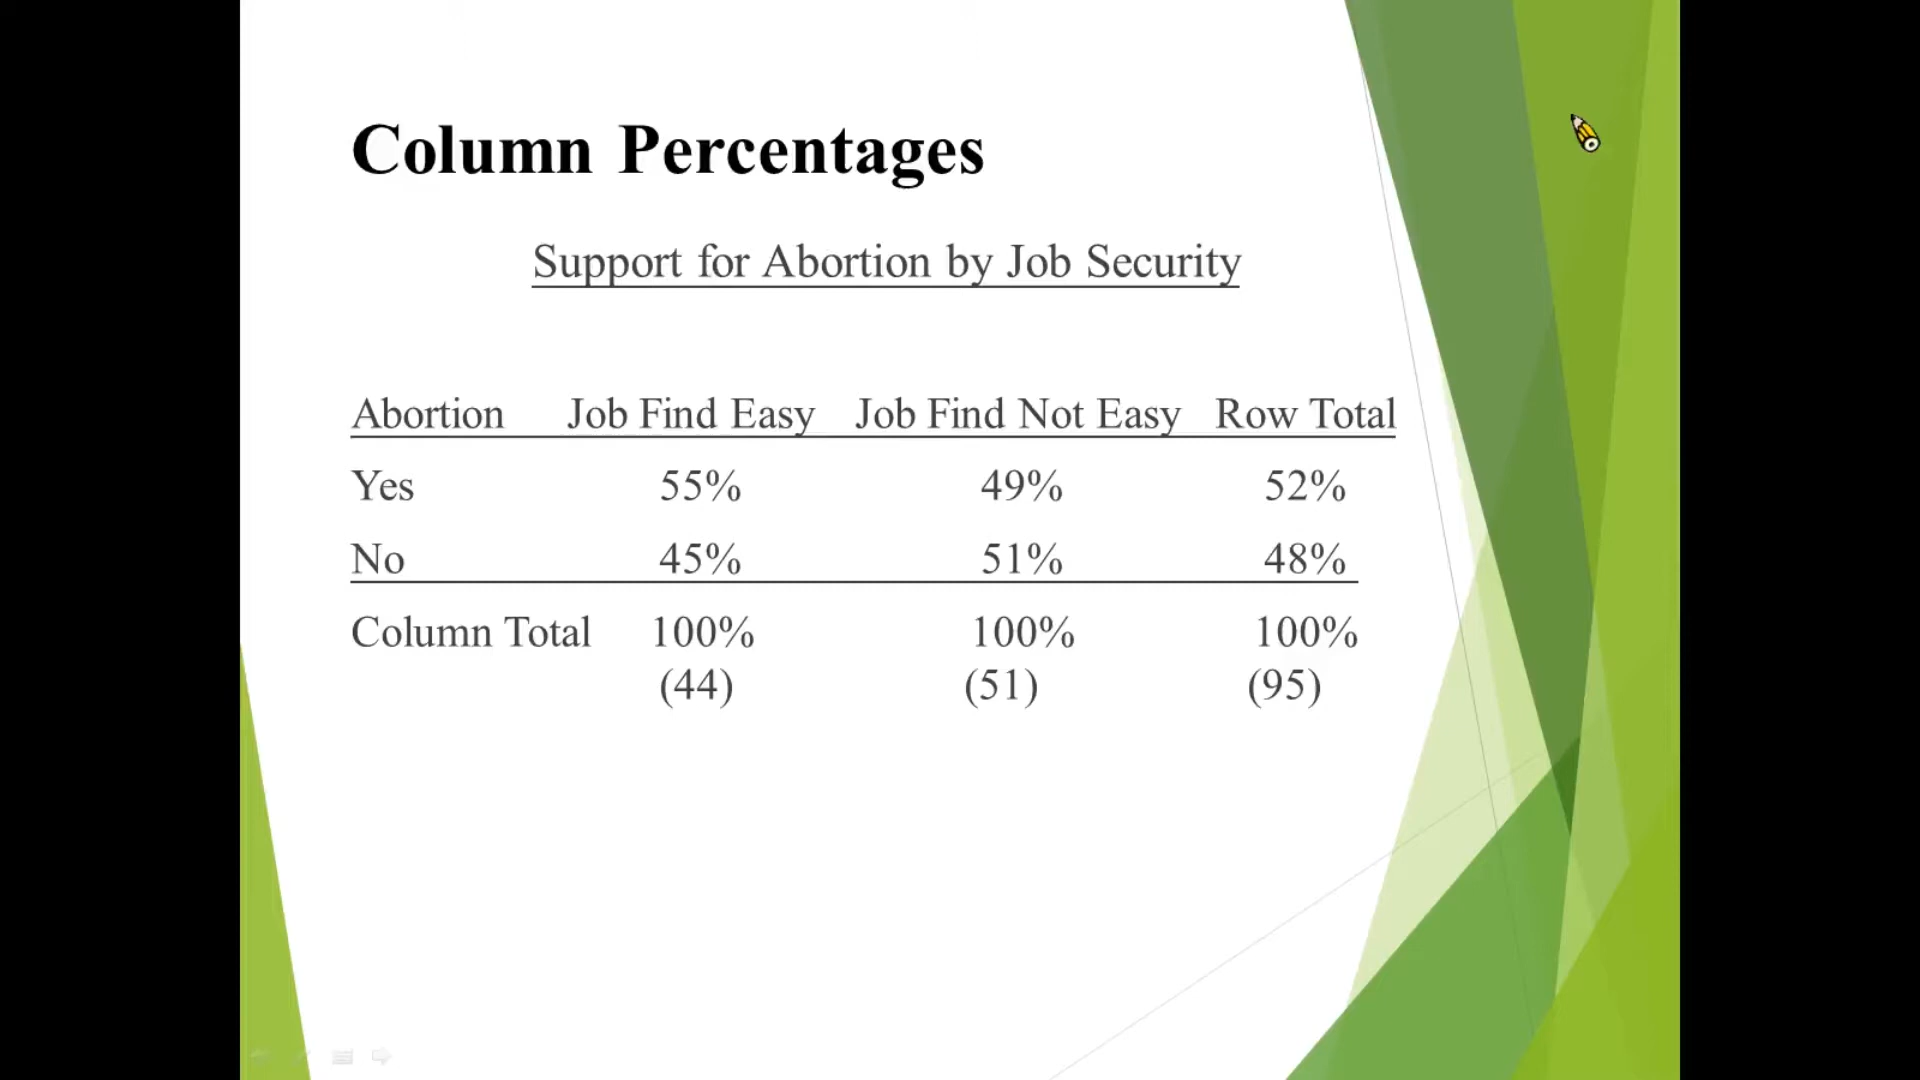 Column Percentages
Support for Abortion by Job Security
Abortion Job Find Easy Job Find Not Easy Row Total
Yes 55% 49% 52%
No 45% 51% 48%
Column Total 100% 100% 100%
(44) (51) (95)